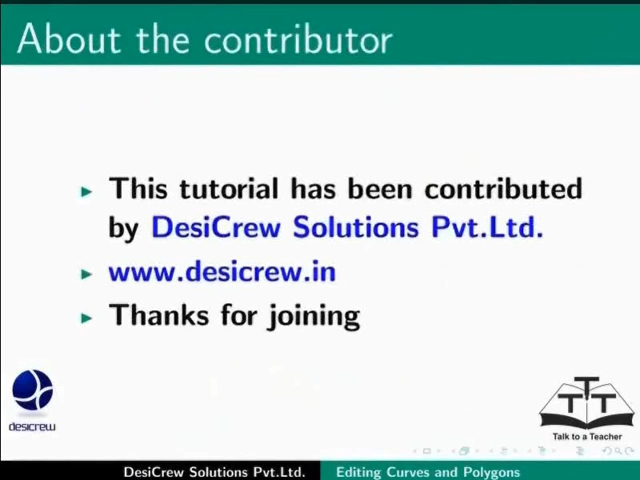 About the contributor
This tutorial has been contributed
by DesiCrew Solutions Pvt.Ltd.
www.desicrew.in
Thanks for joining
desicrew
TTT
Talk to a Teacher
DesiCrew Solutions Pvt.Ltd. Editing Curves and Polygons